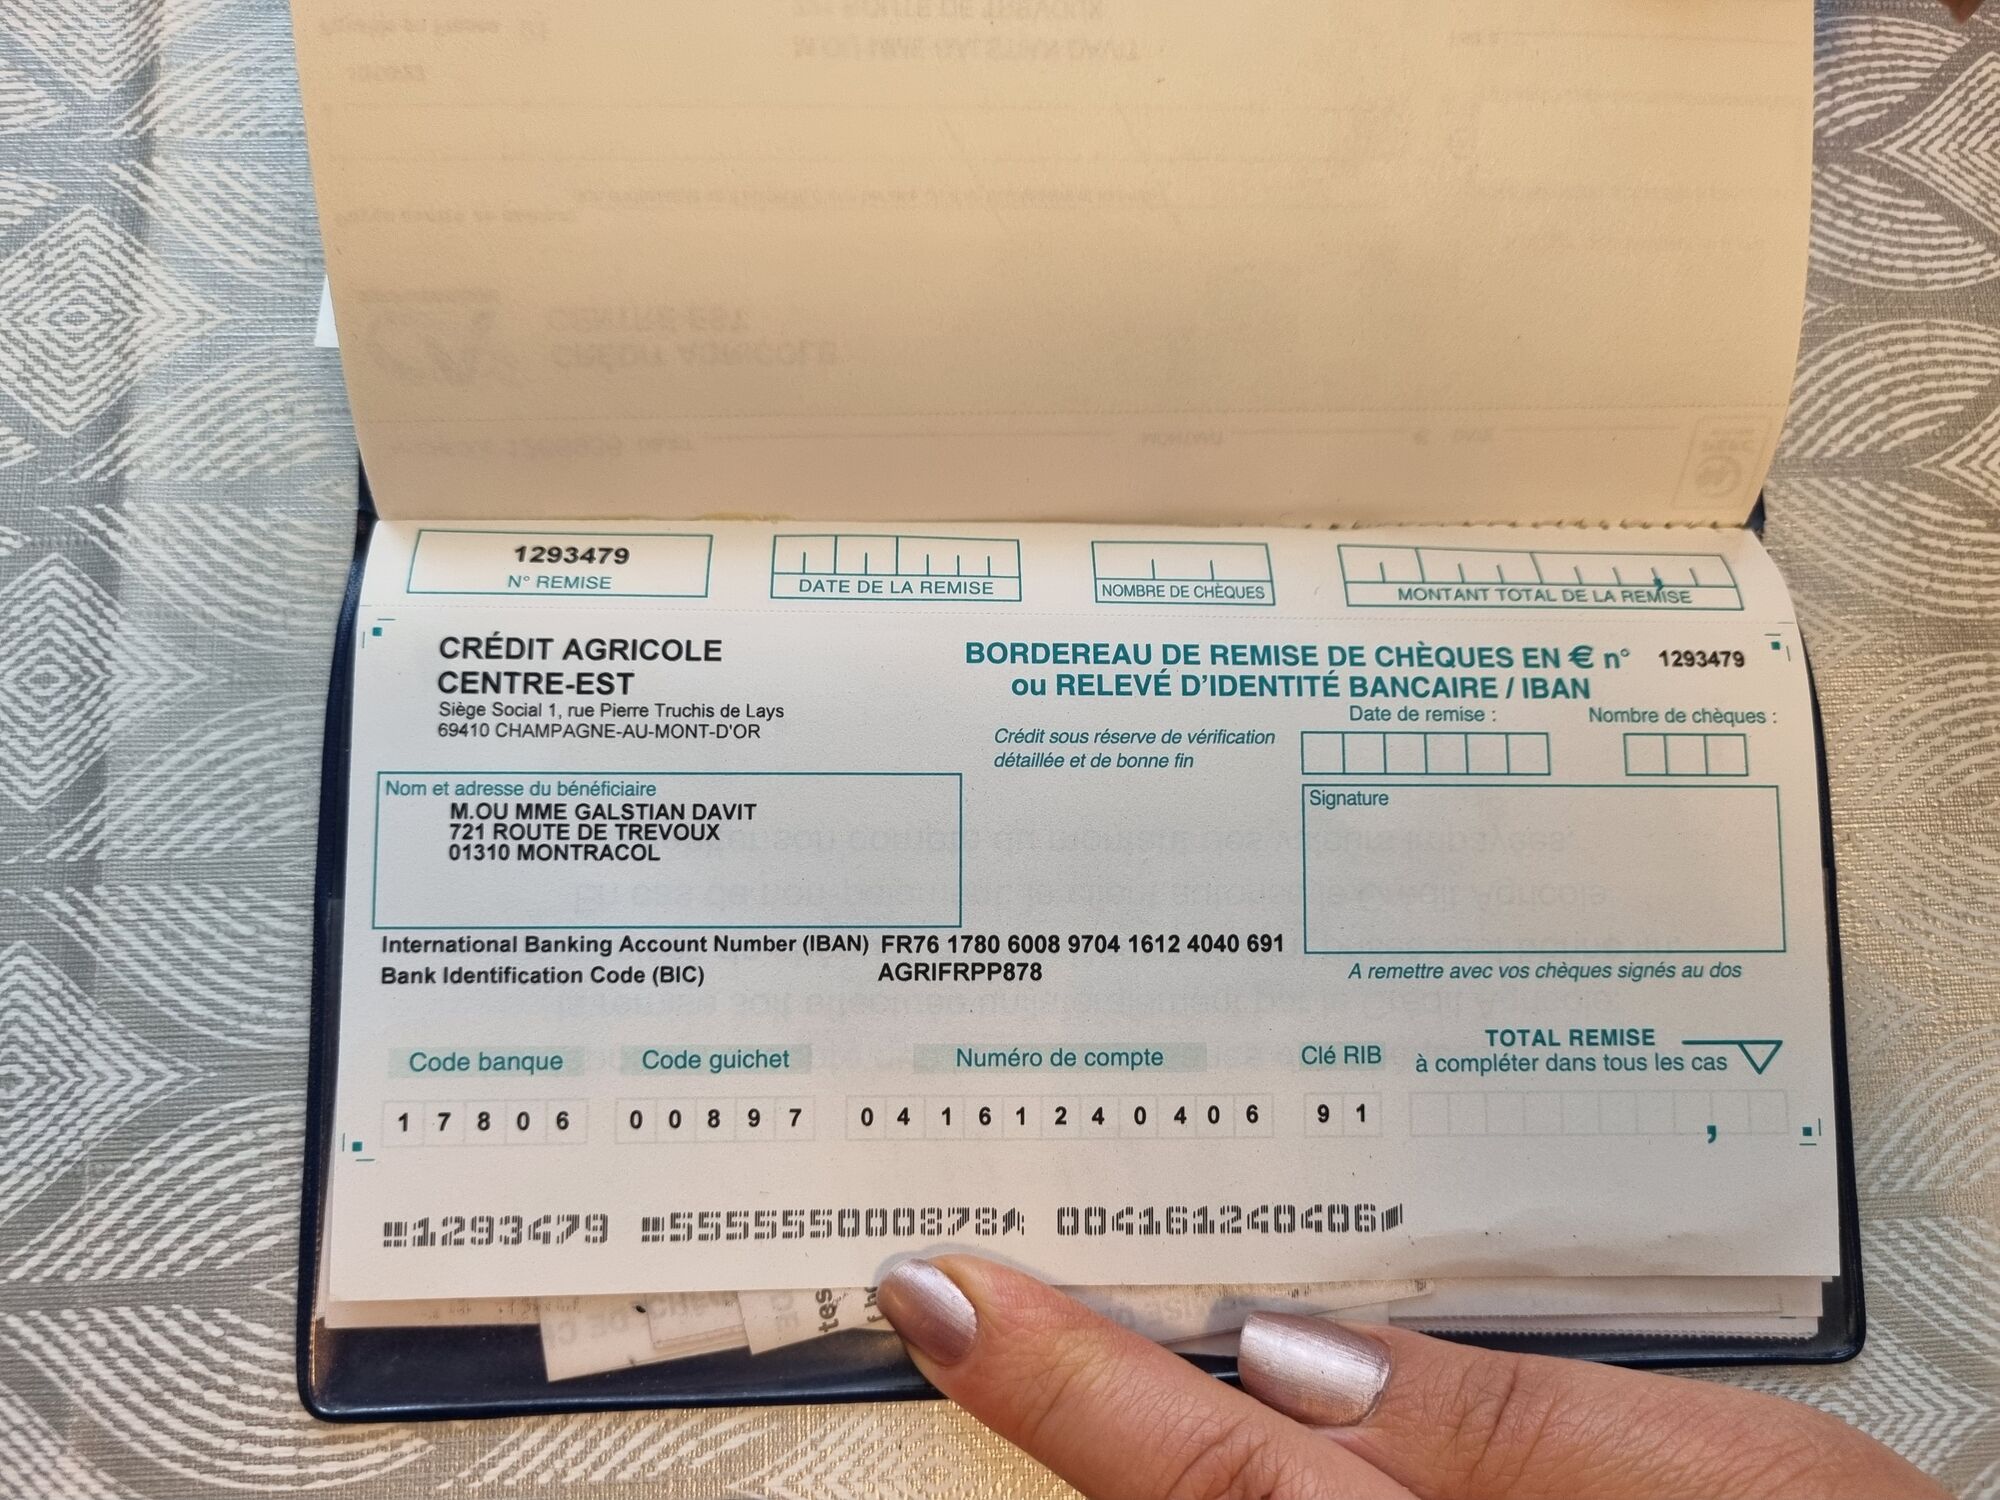 1293479
N° REMISE
DATE DE LA REMISE
NOMBRE DE CHÈQUES
MONTANT TOTAL DE LA REMISE
CRÉDIT AGRICOLE
CENTRE-EST
Siège Social 1, rue Pierre Truchis de Lays
69410 CHAMPAGNE-AU-MONT-D'OR
BORDEREAU DE REMISE DE CHÈQUES EN € n° 1293479
ou RELEVÉ D'IDENTITÉ BANCAIRE / IBAN
Crédit sous réserve de vérification
détaillée et de bonne fin
Date de remise :
Nombre de chèques :
Nom et adresse du bénéficiaire
M.OU MME GALSTIAN DAVIT
721 ROUTE DE TREVOUX
01310 MONTRACOL
Signature
International Banking Account Number (IBAN) FR76 1780 6008 9704 1612 4040 691
Bank Identification Code (BIC) AGRIFRPP878
A remettre avec vos chèques signés au dos
TOTAL REMISE
à compléter dans tous les cas
Code banque
Code guichet
Numéro de compte
Clé RIB
17806 00897 04161240406 91
,
1293479 555555000878 004161240406